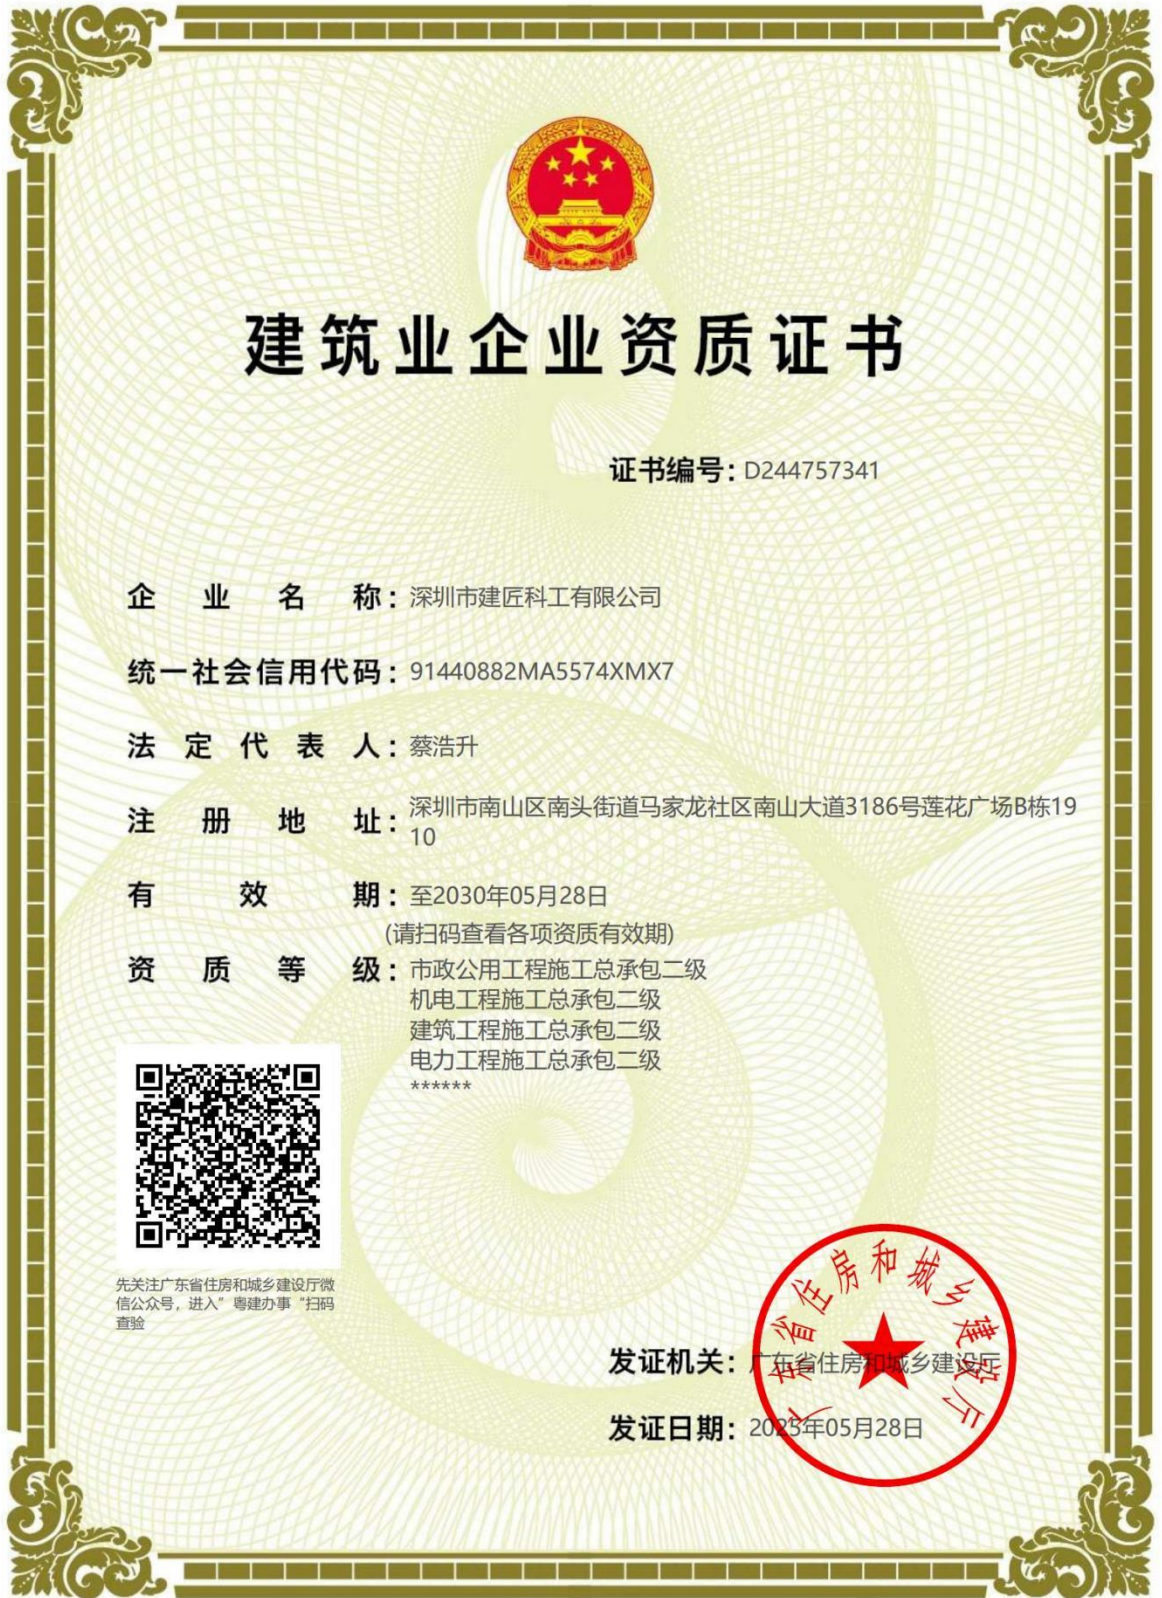 建筑业企业资质证书
证书编号：D244757341
企业名称：深圳市建匠科工有限公司
统一社会信用代码：91440882MA5574XMX7
法定代表人：蔡浩升
注册地址：深圳市南山区南头街道马家龙社区南山大道3186号莲花广场B栋19
10
有效期：至2030年05月28日
(请扫码查看各项资质有效期)
资质等级：市政公用工程施工总承包二级
机电工程施工总承包二级
建筑工程施工总承包二级
电力工程施工总承包二级
******
先关注广东省住房和城乡建设厅微
信公众号，进入”粤建办事“扫码
查验
广东省住房和城乡建设厅
发证机关：广东省住房和城乡建设厅
发证日期：2025年05月28日